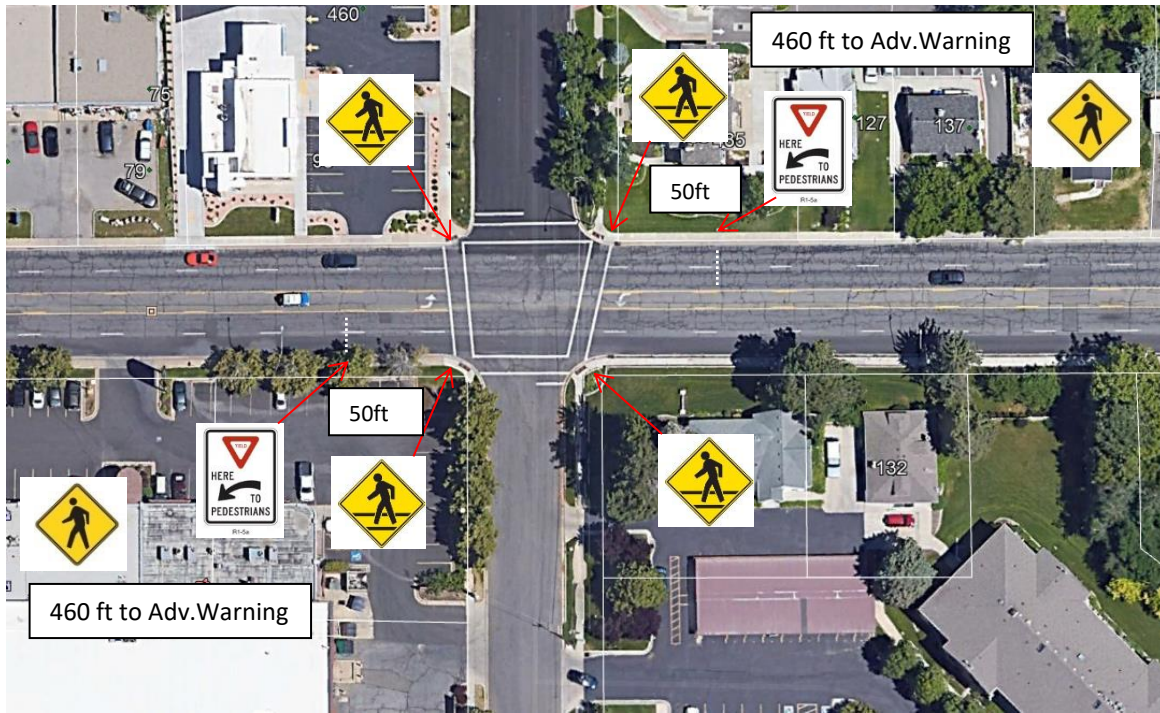 460
460 ft to Adv.Warning
75
79
127
137
YIELD
HERE
TO
PEDESTRIANS
R1-5a
50ft
50ft
YIELD
HERE
TO
PEDESTRIANS
R1-5a
132
460 ft to Adv.Warning